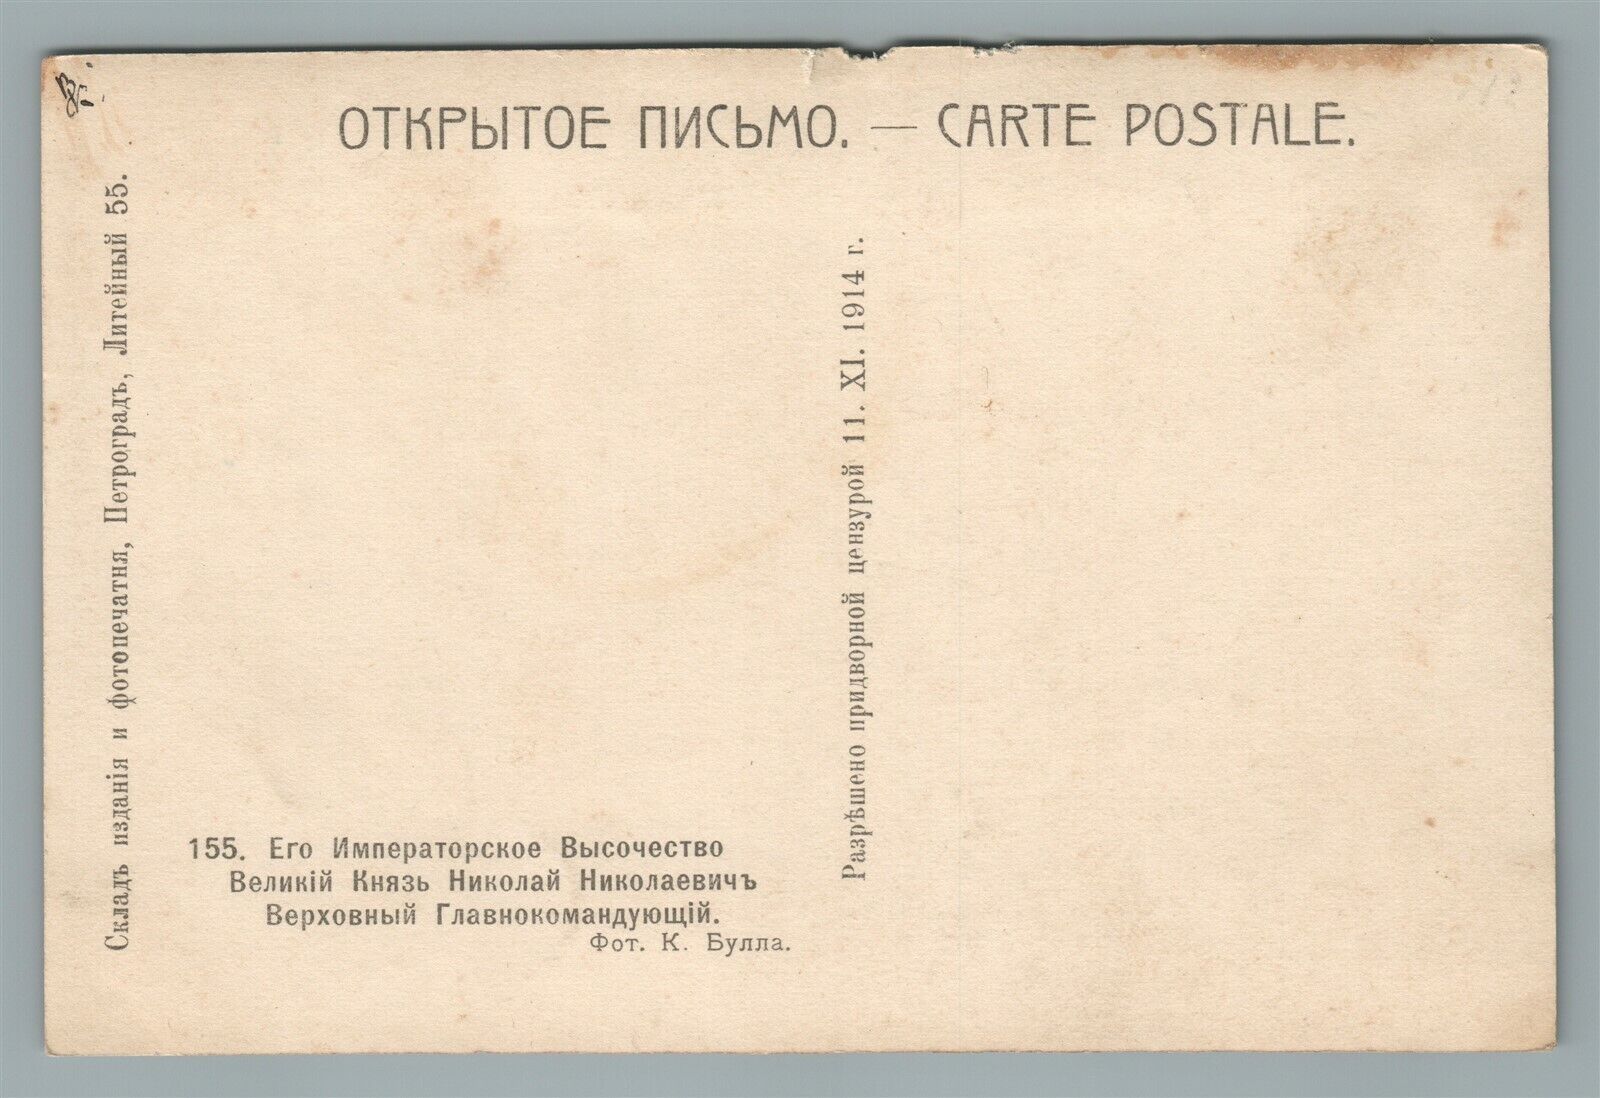 ОТКРЫТОЕ ПИСЬМО. — CARTE POSTALE.
Складъ изданія и фотопечатня, Петроградъ, Литейный 55.
Разрѣшено придворной цензурой 11. XI. 1914 г.
155. Его Императорское Высочество
Великій Князь Николай Николаевичъ
Верховный Главнокомандующій.
Фот. К. Булла.